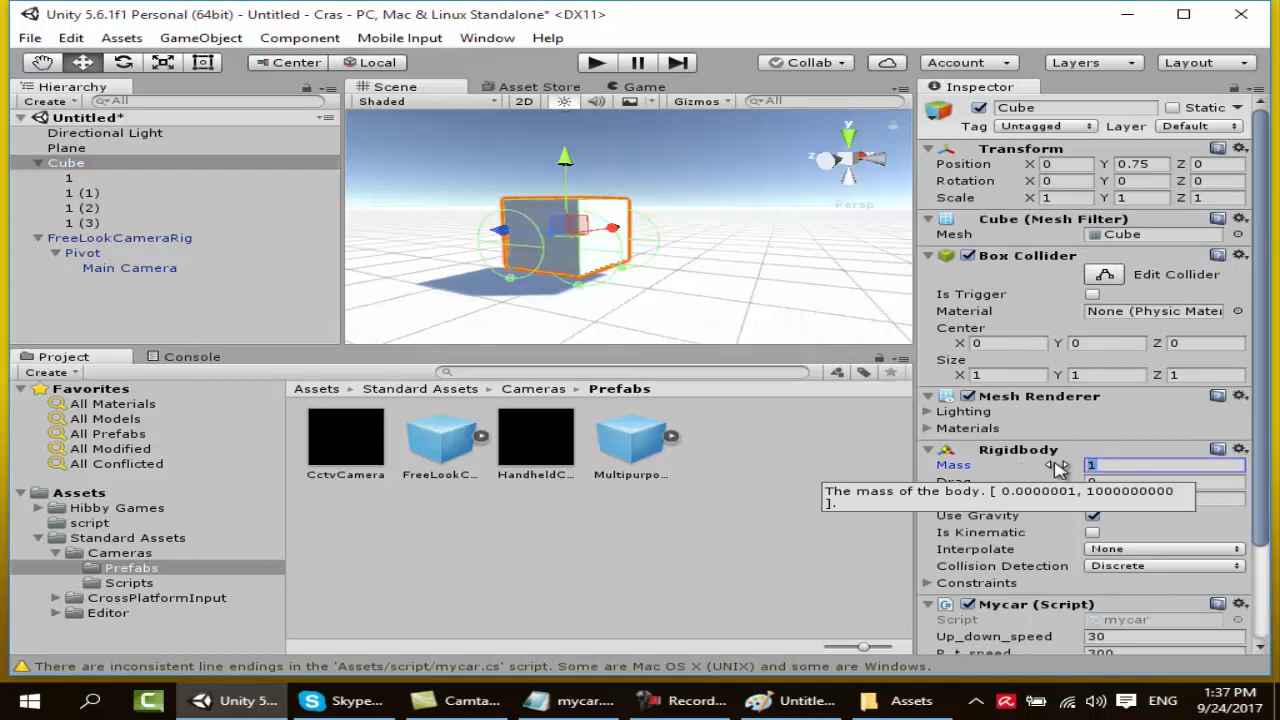 Unity 5.6.1f1 Personal (64bit) - Untitled - Cras - PC, Mac & Linux Standalone* <DX11>
File Edit Assets GameObject Component Mobile Input Window Help
Center Local Collab Account Layers Layout
Hierarchy
Create All
Untitled*
Directional Light
Plane
Cube
1
1 (1)
1 (2)
1 (3)
FreeLookCameraRig
Pivot
Main Camera
Scene Asset Store Game
Shaded 2D Gizmos All
y
z
Persp
Project Console
Create
Favorites
All Materials
All Models
All Prefabs
All Modified
All Conflicted
Assets
Hibby Games
script
Standard Assets
Cameras
Prefabs
Scripts
CrossPlatformInput
Editor
Assets Standard Assets Cameras Prefabs
CctvCamera FreeLookC... HandheldC... Multipurpo...
Inspector
Cube Static
Tag Untagged Layer Default
Transform
Position X 0 Y 0.75 Z 0
Rotation X 0 Y 0 Z 0
Scale X 1 Y 1 Z 1
Cube (Mesh Filter)
Mesh Cube
Box Collider
Edit Collider
Is Trigger
Material None (Physic Mater
Center
X 0 Y 0 Z 0
Size
X 1 Y 1 Z 1
Mesh Renderer
Lighting
Materials
Rigidbody
Mass 1
The mass of the body. [ 0.0000001, 1000000000
].
Use Gravity
Is Kinematic
Interpolate None
Collision Detection Discrete
Constraints
Mycar (Script)
Script mycar
Up_down_speed 30
There are inconsistent line endings in the 'Assets/script/mycar.cs' script. Some are Mac OS X (UNIX) and some are Windows.
Unity 5... Skype... Camta... mycar.... Record... Untitle... Assets ENG
1:37 PM
9/24/2017